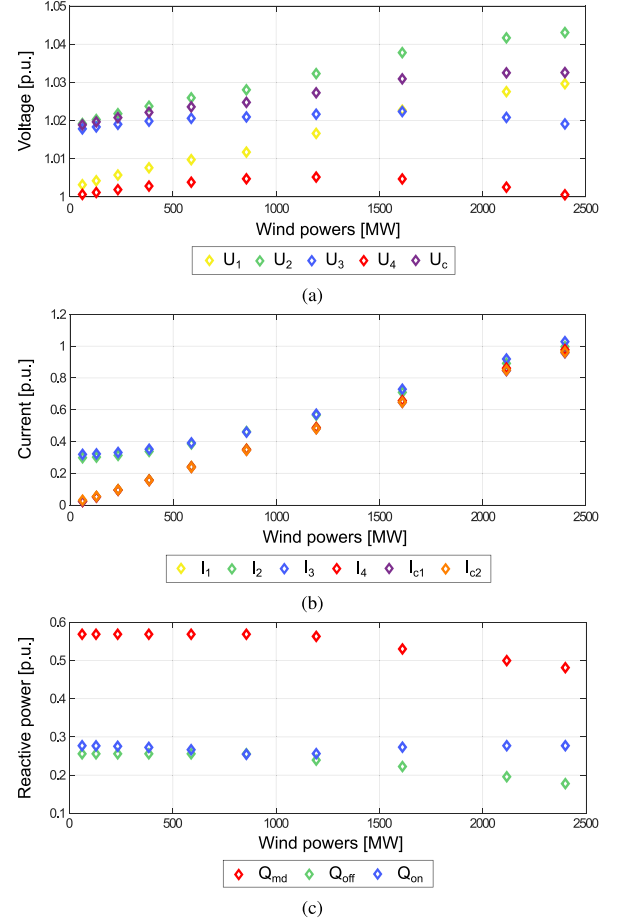 1.05
1.04
1.03
1.02
1.01
1
Voltage [p.u.]
0 500 1000 1500 2000 2500
Wind powers [MW]
U1 U2 U3 U4 Uc
(a)
1.2
1
0.8
0.6
0.4
0.2
0
Current [p.u.]
0 500 1000 1500 2000 2500
Wind powers [MW]
I1 I2 I3 I4 Ic1 Ic2
(b)
0.6
0.5
0.3
0.2
0.1
Reactive power [p.u.]
0 500 1000 1500 2000 2500
Wind powers [MW]
Qmd Qoff Qon
(c)